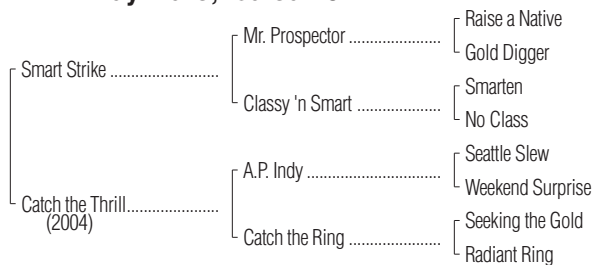 Raise a Native
Mr. Prospector ....................
Gold Digger
Smart Strike ..........................
Smarten
Classy 'n Smart .....................
No Class
Seattle Slew
A.P. Indy .................................
Weekend Surprise
Catch the Thrill......................
(2004)
Seeking the Gold
Catch the Ring ......................
Radiant Ring